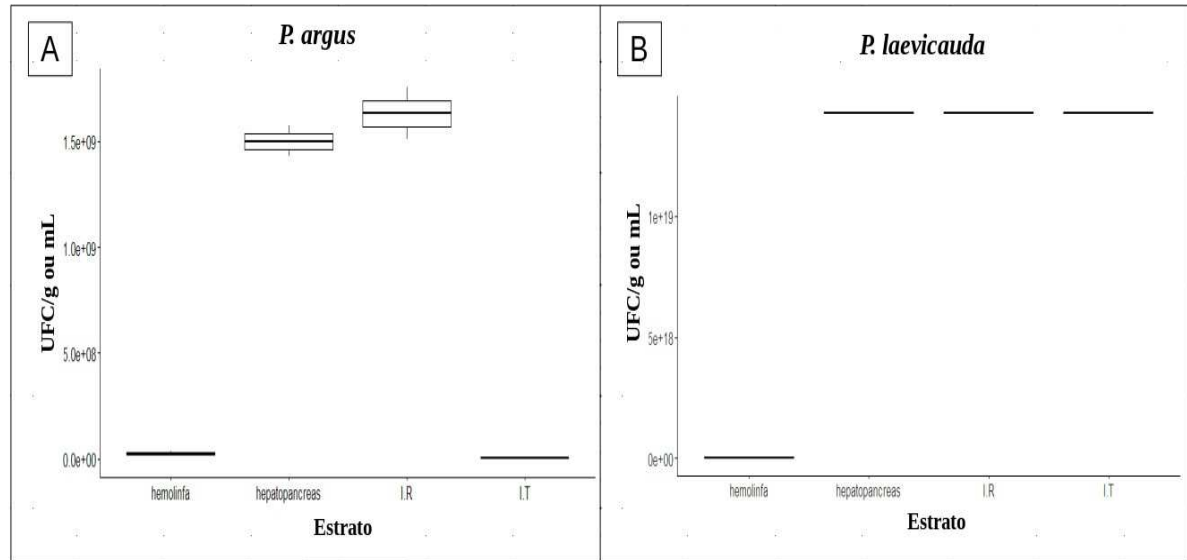 A
P. argus
UFC/g ou mL
1.5e+09
1.0e+09
5.0e+08
0.0e+00
hemolinfa hepatopancreas I.R I.T
Estrato
B
P. laevicauda
UFC/g ou mL
1e+19
5e+18
0e+00
hemolinfa hepatopancreas I.R I.T
Estrato